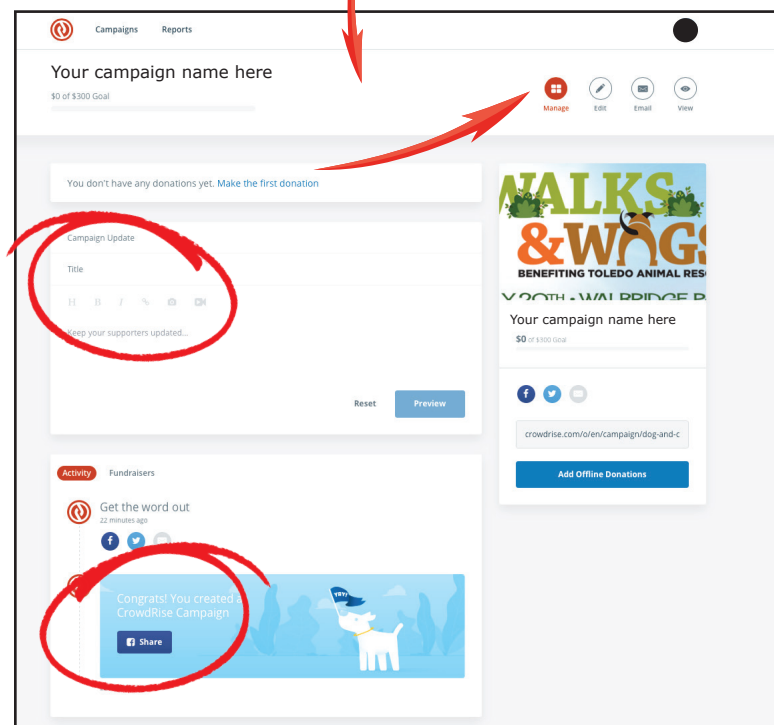 Campaigns Reports
Your campaign name here
$0 of $300 Goal
Manage Edit Email View
You don't have any donations yet. Make the first donation
Campaign Update
Title
H B I
Keep your supporters updated...
Reset Preview
WALKS
& WAGS
BENEFITING TOLEDO ANIMAL RES
Y 20TH • WALBRIDGE P
Your campaign name here
$0 of $300 Goal
crowdrise.com/o/en/campaign/dog-and-c
Add Offline Donations
Activity Fundraisers
Get the word out
22 minutes ago
Congrats! You created a
CrowdRise Campaign
Share
TRY!